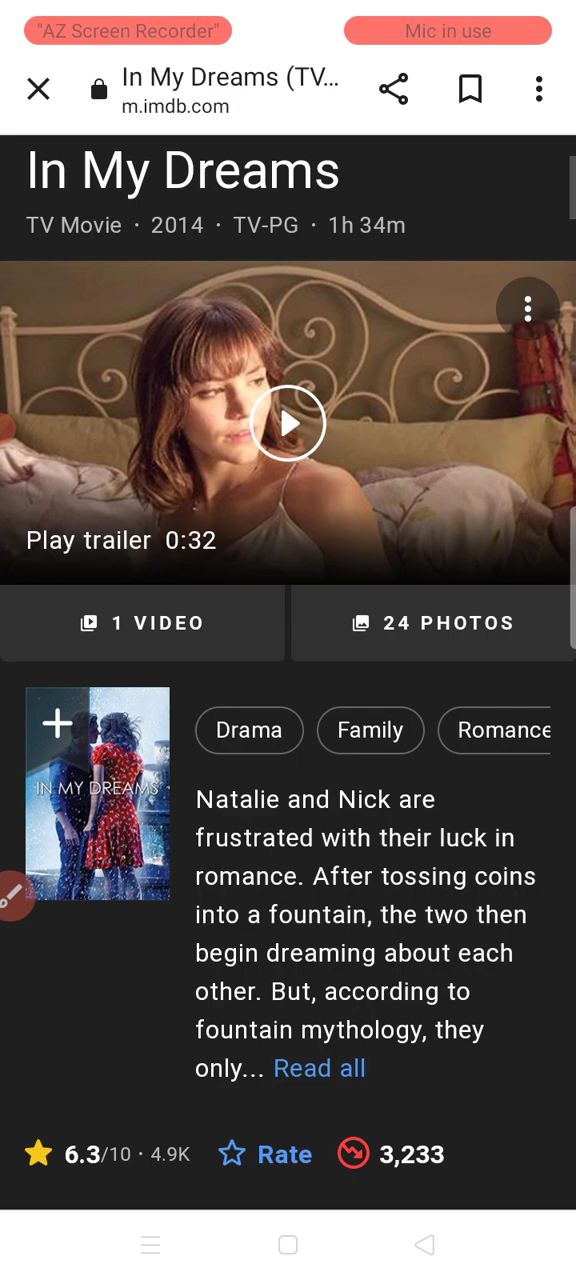 "AZ Screen Recorder"
Mic in use
In My Dreams (TV...
m.imdb.com
In My Dreams
TV Movie · 2014 · TV-PG · 1h 34m
Play trailer 0:32
1 VIDEO
24 PHOTOS
IN MY DREAMS
Drama
Family
Romance
Natalie and Nick are
frustrated with their luck in
romance. After tossing coins
into a fountain, the two then
begin dreaming about each
other. But, according to
fountain mythology, they
only... Read all
6.3/10 · 4.9K
Rate
3,233